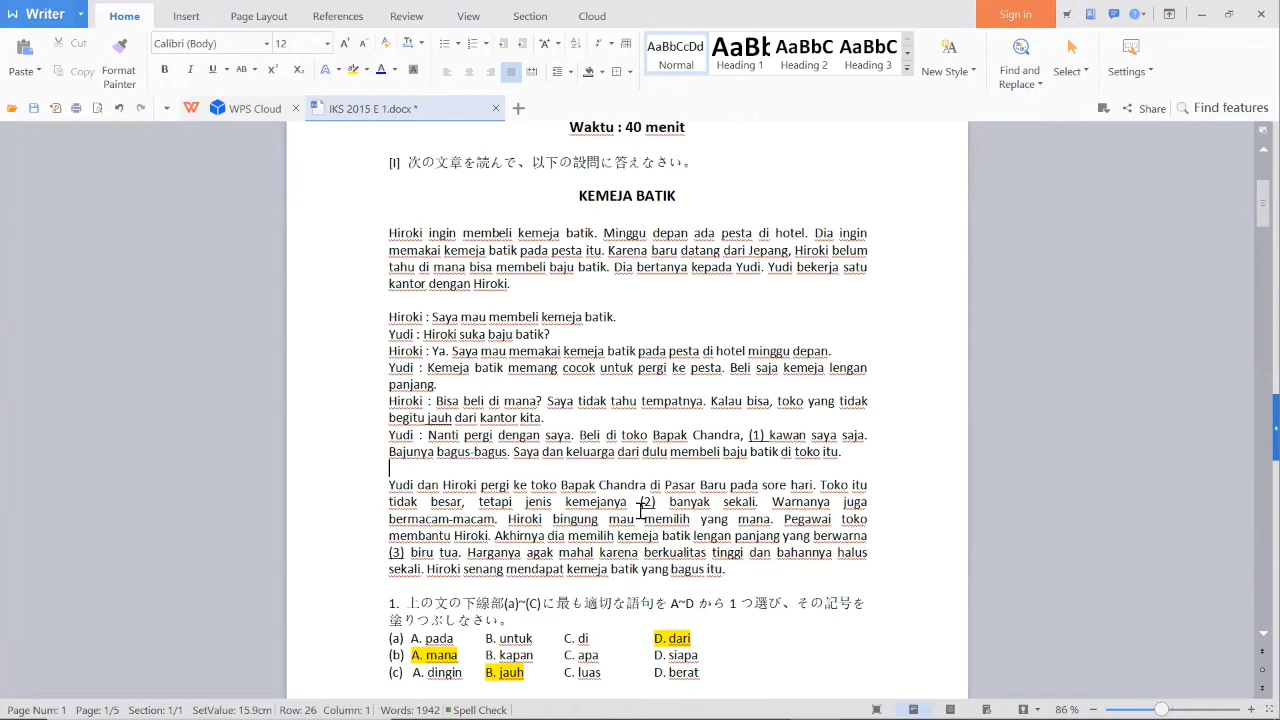 Writer
Home
Insert
Page Layout
References
Review
View
Section
Cloud
Sign in
Cut
Copy
Paste
Format
Painter
Calibri (Body)
12
AaBbCcDd
Normal
AaBb
Heading 1
AaBbC
Heading 2
AaBbC
Heading 3
New Style
Find and
Replace
Select
Settings
WPS Cloud
IKS 2015 E 1.docx *
Share
Find features
Waktu : 40 menit
[I] 次の文章を読んで、以下の設問に答えなさい。
KEMEJA BATIK
Hiroki ingin membeli kemeja batik. Minggu depan ada pesta di hotel. Dia ingin
memakai kemeja batik pada pesta itu. Karena baru datang dari Jepang, Hiroki belum
tahu di mana bisa membeli baju batik. Dia bertanya kepada Yudi. Yudi bekerja satu
kantor dengan Hiroki.
Hiroki : Saya mau membeli kemeja batik.
Yudi : Hiroki suka baju batik?
Hiroki : Ya. Saya mau memakai kemeja batik pada pesta di hotel minggu depan.
Yudi : Kemeja batik memang cocok untuk pergi ke pesta. Beli saja kemeja lengan
panjang.
Hiroki : Bisa beli di mana? Saya tidak tahu tempatnya. Kalau bisa, toko yang tidak
begitu jauh dari kantor kita.
Yudi : Nanti pergi dengan saya. Beli di toko Bapak Chandra, (1) kawan saya saja.
Bajunya bagus-bagus. Saya dan keluarga dari dulu membeli baju batik di toko itu.
Yudi dan Hiroki pergi ke toko Bapak Chandra di Pasar Baru pada sore hari. Toko itu
tidak besar, tetapi jenis kemejanya (2) banyak sekali. Warnanya juga
bermacam-macam. Hiroki bingung mau memilih yang mana. Pegawai toko
membantu Hiroki. Akhirnya dia memilih kemeja batik lengan panjang yang berwarna
(3) biru tua. Harganya agak mahal karena berkualitas tinggi dan bahannya halus
sekali. Hiroki senang mendapat kemeja batik yang bagus itu.
1. 上の文の下線部(a)~(C)に最も適切な語句を A~D から 1 つ選び、その記号を
塗りつぶしなさい。
(a) A. pada B. untuk C. di D. dari
(b) A. mana B. kapan C. apa D. siapa
(c) A. dingin B. jauh C. luas D. berat
Page Num: 1 Page: 1/5 Section: 1/1 SetValue: 15.9cm Row: 26 Column: 1 Words: 1942 Spell Check 86 %